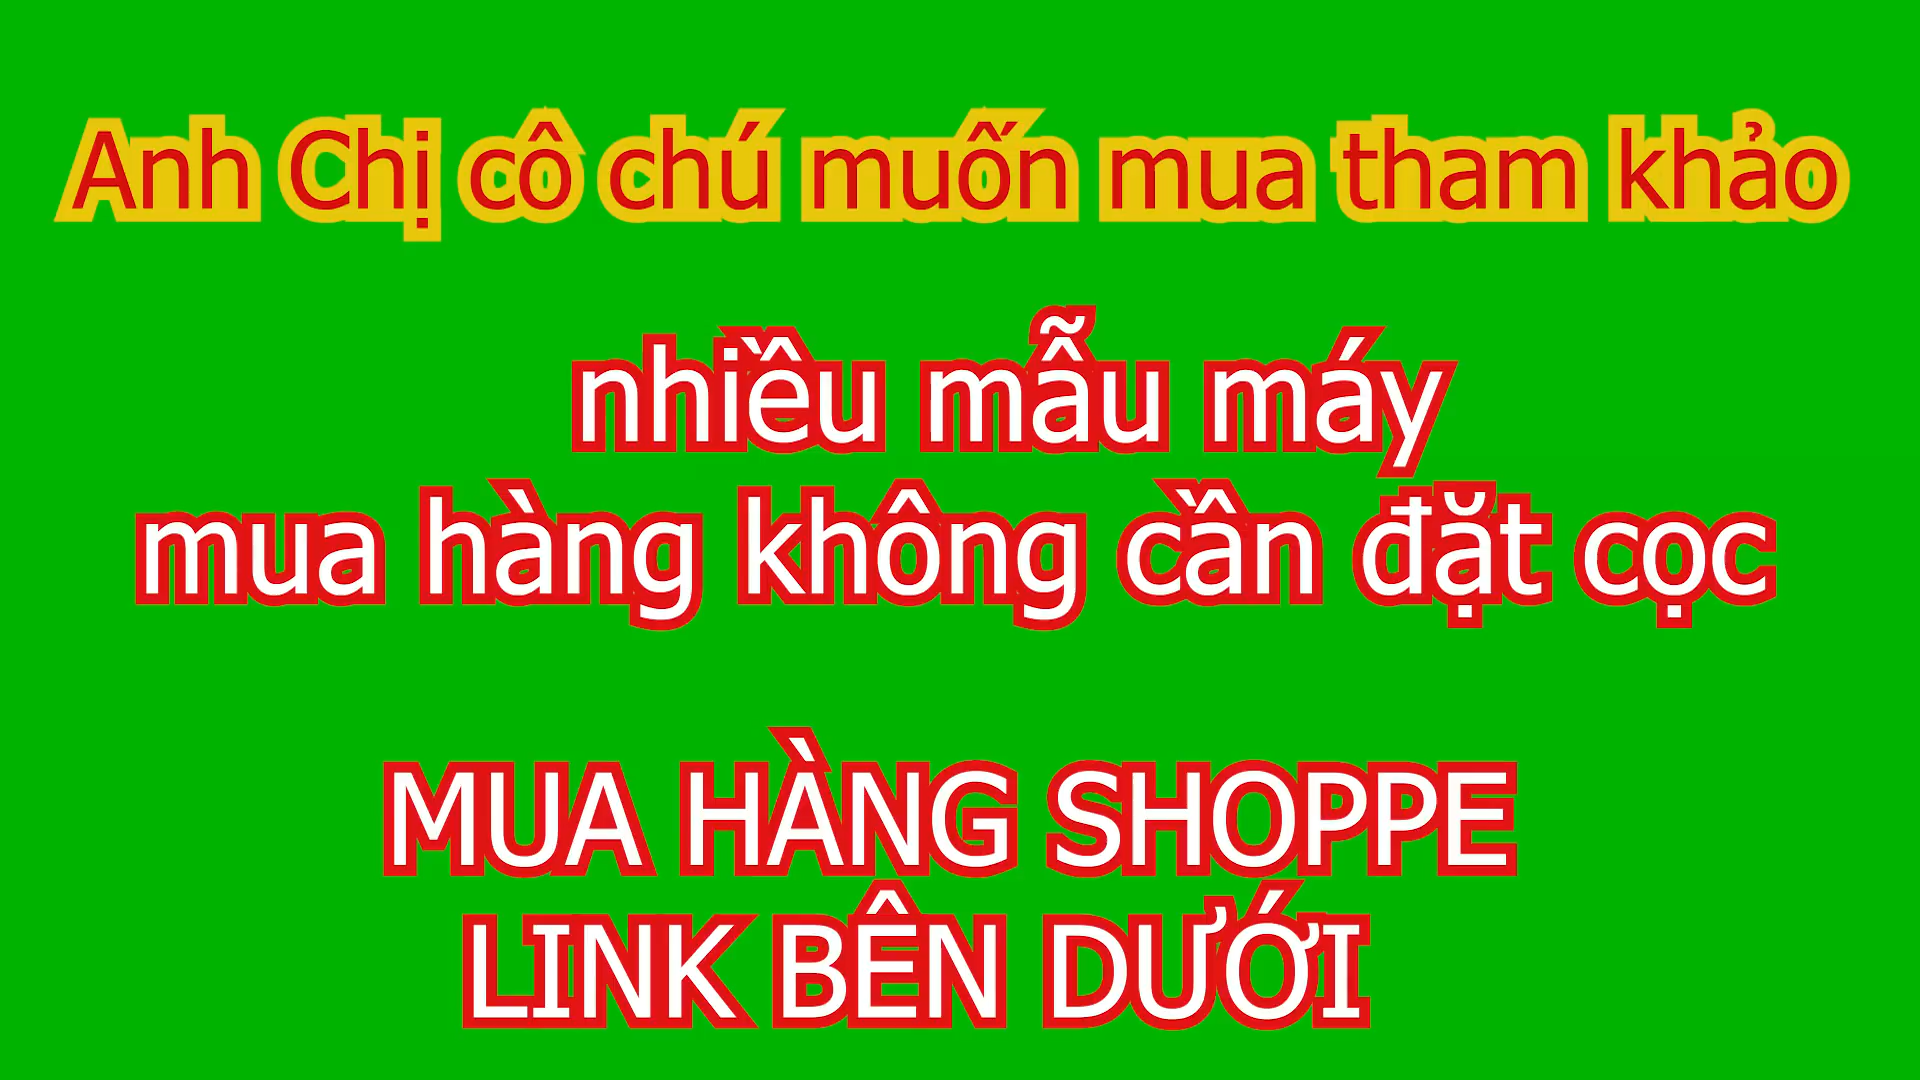 Anh Chị cô chú muốn mua tham khảo
nhiều mẫu máy
mua hàng không cần đặt cọc
MUA HÀNG SHOPPE
LINK BÊN DƯỚI